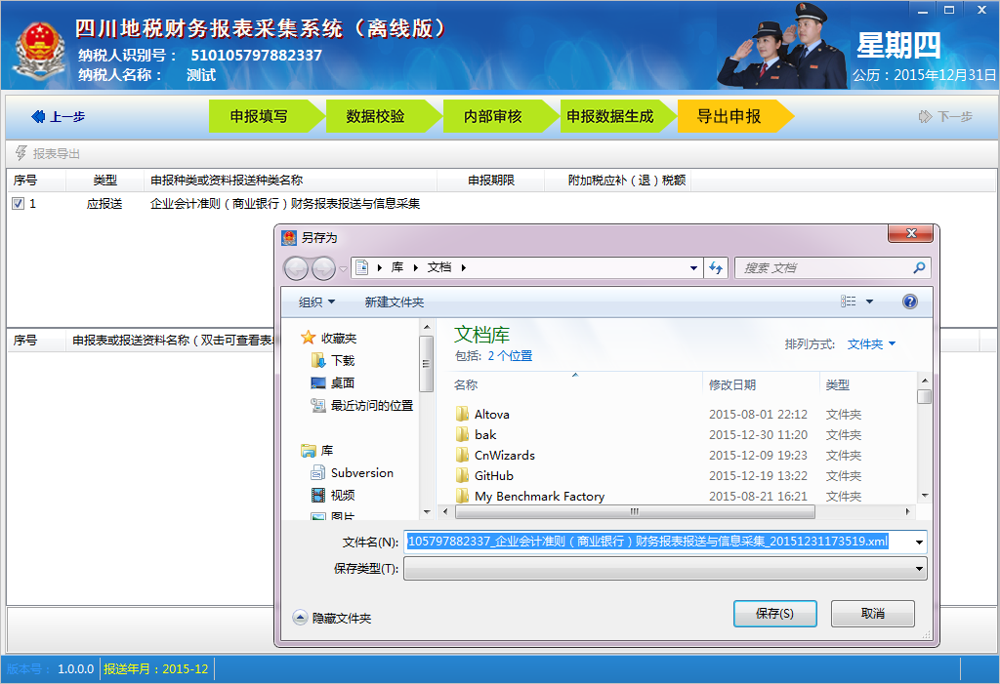 四川地税财务报表采集系统（离线版）
纳税人识别号： 510105797882337
纳税人名称： 测试
星期四
公历：2015年12月31日
上一步 申报填写 数据校验 内部审核 申报数据生成 导出申报 下一步
报表导出
序号 类型 申报种类或资料报送种类名称 申报期限 附加税应补（退）税额
1 应报送 企业会计准则（商业银行）财务报表报送与信息采集
序号 申报表或报送资料名称（双击可查看表
另存为
库 文档 搜索 文档
组织 新建文件夹
收藏夹
下载
桌面
最近访问的位置
库
Subversion
视频
图片
文档库
包括: 2 个位置
排列方式: 文件夹
名称 修改日期 类型
Altova 2015-08-01 22:12 文件夹
bak 2015-12-30 11:20 文件夹
CnWizards 2015-12-09 19:23 文件夹
GitHub 2015-12-19 13:22 文件夹
My Benchmark Factory 2015-08-21 16:21 文件夹
文件名(N): 105797882337_企业会计准则（商业银行）财务报表报送与信息采集_20151231173519.xml
保存类型(T):
隐藏文件夹 保存(S) 取消
版本号： 1.0.0.0 报送年月：2015-12